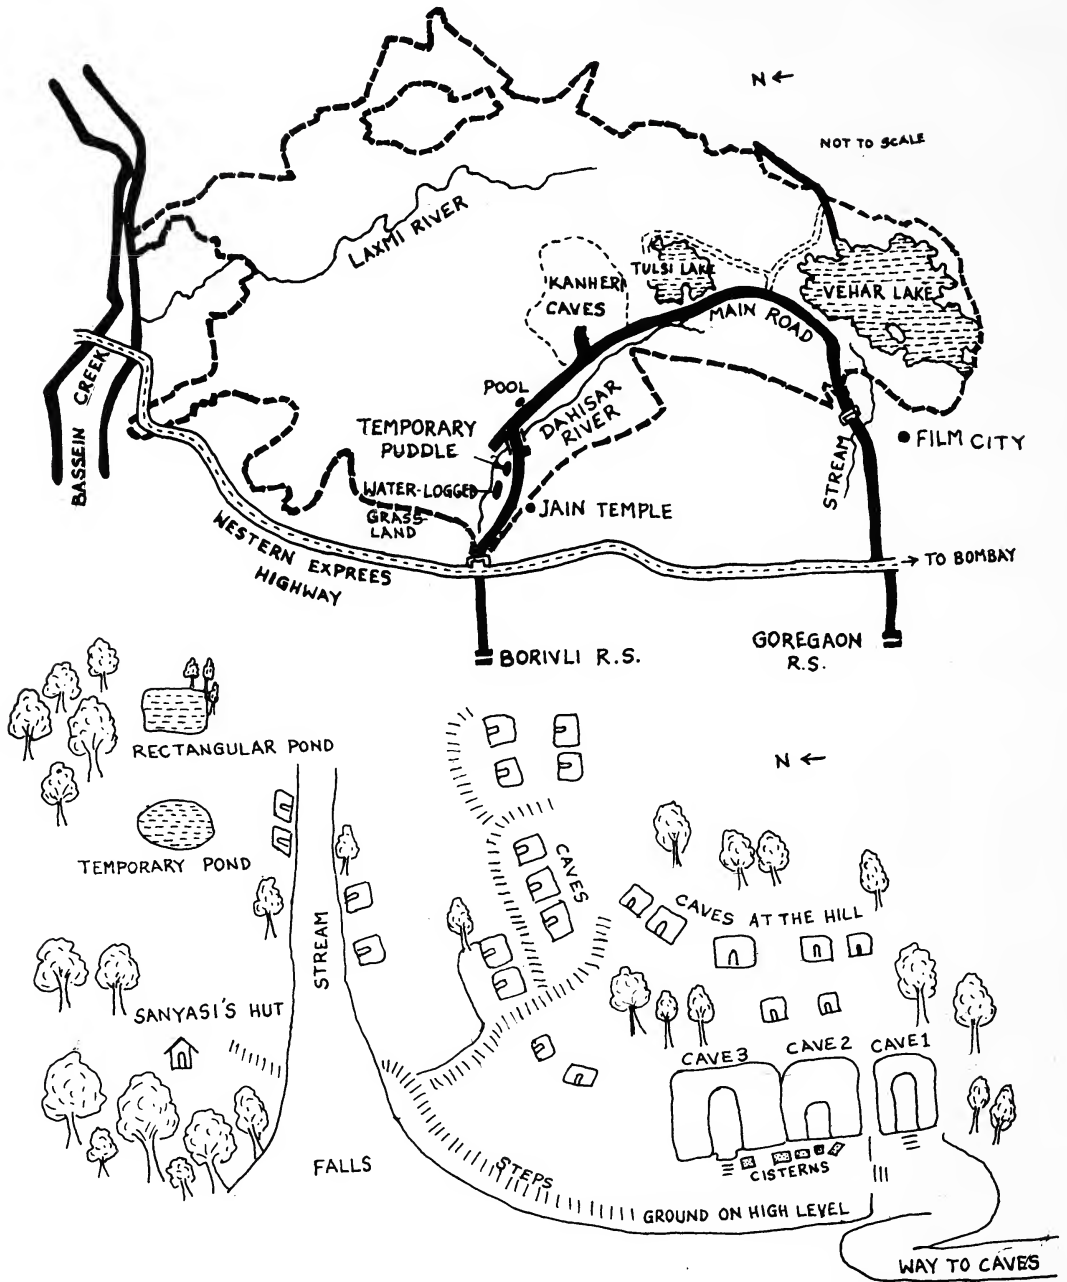 N
NOT TO SCALE
LAXMI RIVER
TULSI LAKE
KANHERI
CAVES
VEHAR LAKE
MAIN ROAD
BASSEIN CREEK
POOL
DAHISAR
RIVER
TEMPORARY
PUDDLE
WATER-LOGGED
GRASS-
LAND
JAIN TEMPLE
STREAM
FILM CITY
WESTERN EXPREES
HIGHWAY
TO BOMBAY
BORIVLI R.S.
GOREGAON
R.S.
RECTANGULAR POND
N
TEMPORARY POND
CAVES
CAVES AT THE HILL
STREAM
SANYASI'S HUT
CAVE 3
CAVE 2
CAVE 1
FALLS
STEPS
CISTERNS
GROUND ON HIGH LEVEL
WAY TO CAVES